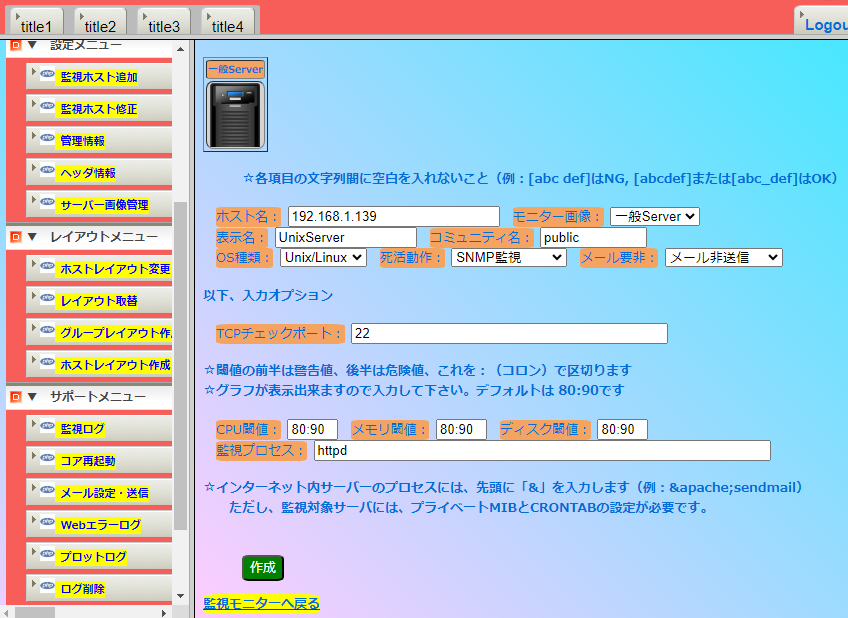 title1 title2 title3 title4
Logou
設定メニュー
監視ホスト追加
監視ホスト修正
管理情報
ヘッダ情報
サーバー画像管理
レイアウトメニュー
ホストレイアウト変更
レイアウト取替
グループレイアウト作
ホストレイアウト作成
サポートメニュー
監視ログ
コア再起動
メール設定・送信
Webエラーログ
プロットログ
ログ削除
一般Server
☆各項目の文字列間に空白を入れないこと（例：[abc def]はNG, [abcdef]または[abc_def]はOK）
ホスト名： 192.168.1.139 モニター画像： 一般Server
表示名： UnixServer コミュニティ名： public
OS種類： Unix/Linux 死活動作： SNMP監視 メール要非： メール非送信
以下、入力オプション
TCPチェックポート： 22
☆閾値の前半は警告値、後半は危険値、これを：（コロン）で区切ります
☆グラフが表示出来ますので入力して下さい。デフォルトは 80:90です
CPU閾値： 80:90 メモリ閾値： 80:90 ディスク閾値： 80:90
監視プロセス： httpd
☆インターネット内サーバーのプロセスには、先頭に「&」を入力します（例：&apache;sendmail）
ただし、監視対象サーバには、プライベートMIBとCRONTABの設定が必要です。
作成
監視モニターへ戻る